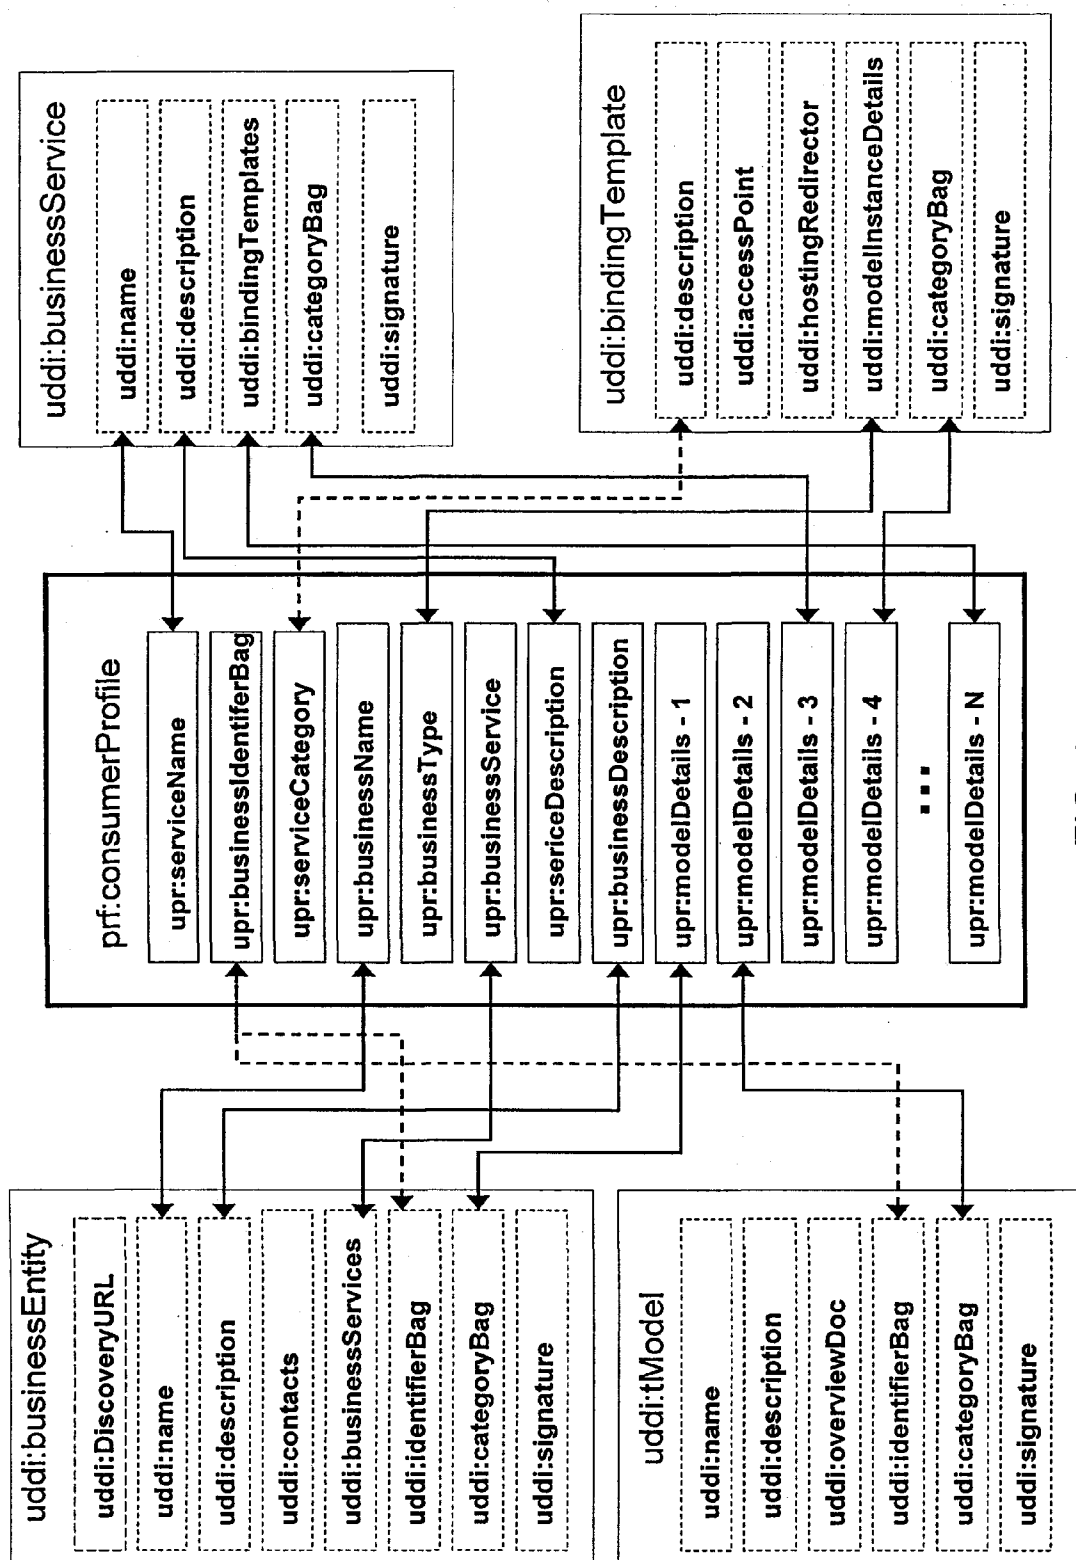 uddi:businessEntity
uddi:DiscoveryURL
uddi:name
uddi:description
uddi:contacts
uddi:businessServices
uddi:identifierBag
uddi:categoryBag
uddi:signature
uddi:tModel
uddi:name
uddi:description
uddi:overviewDoc
uddi:identifierBag
uddi:categoryBag
uddi:signature
prf:consumerProfile
upr:serviceName
upr:businessIdentiferBag
upr:serviceCategory
upr:businessName
upr:businessType
upr:businessService
upr:sericeDescription
upr:businessDescription
upr:modelDetails - 1
upr:modelDetails - 2
upr:modelDetails - 3
upr:modelDetails - 4
...
upr:modelDetails - N
uddi:businessService
uddi:name
uddi:description
uddi:bindingTemplates
uddi:categoryBag
uddi:signature
uddi:bindingTemplate
uddi:description
uddi:accessPoint
uddi:hostingRedirector
uddi:modelInstanceDetails
uddi:categoryBag
uddi:signature